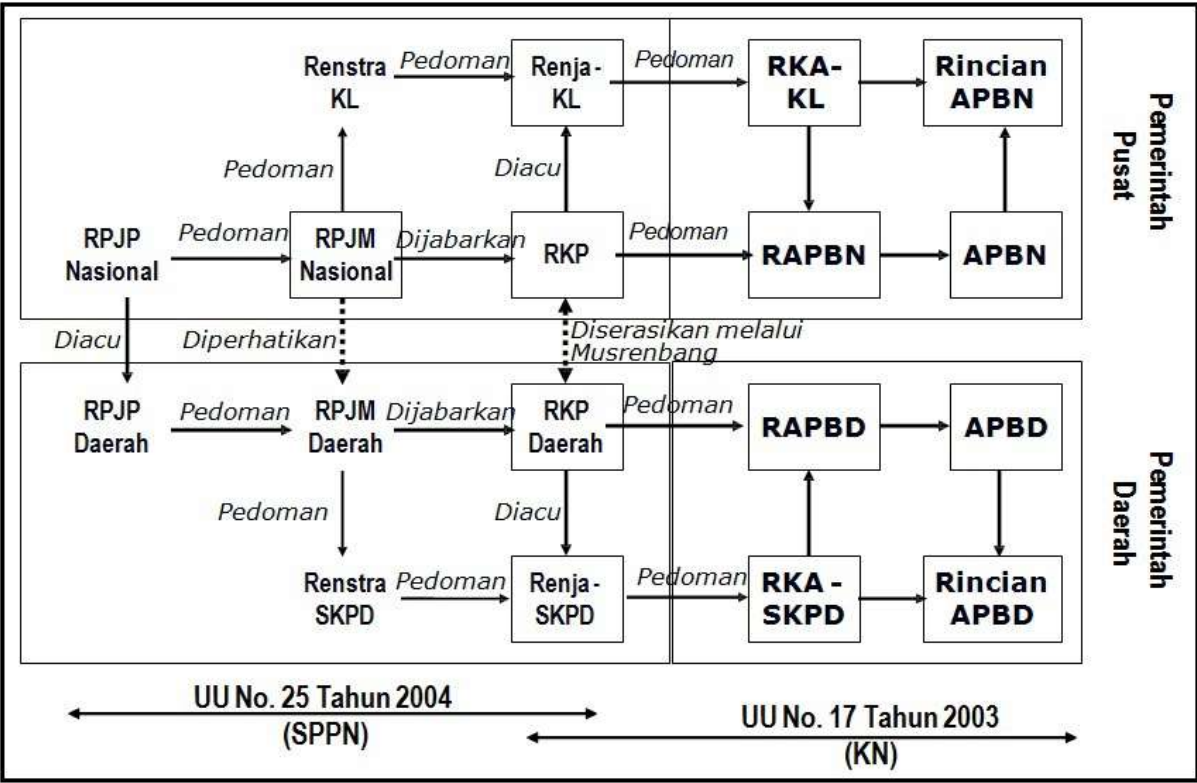 Renstra
KL
Pedoman
Renja -
KL
Pedoman
RKA-
KL
Rincian
APBN
Pemerintah
Pusat
Pedoman
Diacu
RPJP
Nasional
Pedoman
RPJM
Nasional
Dijabarkan
RKP
Pedoman
RAPBN
APBN
Diacu
Diperhatikan
Diserasikan melalui
Musrenbang
RPJP
Daerah
Pedoman
RPJM
Daerah
Dijabarkan
RKP
Daerah
Pedoman
RAPBD
APBD
Pemerintah
Daerah
Pedoman
Diacu
Renstra
SKPD
Pedoman
Renja-
SKPD
Pedoman
RKA -
SKPD
Rincian
APBD
UU No. 25 Tahun 2004
(SPPN)
UU No. 17 Tahun 2003
(KN)